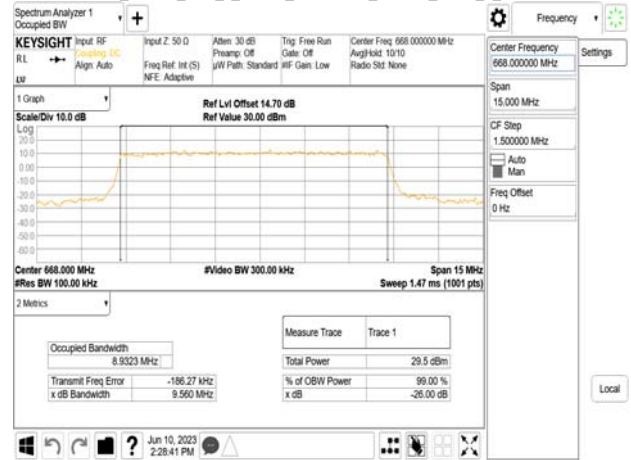 Spectrum Analyzer 1
Occupied BW
Frequency
KEYSIGHT
Input: RF
Input Z: 50 Ω
Atten: 30 dB
Trig: Free Run
Center Freq: 668.000000 MHz
RL
Coupling: DC
Preamp: Off
Gate: Off
Avg|Hold: 10/10
Align: Auto
Freq Ref: Int (S)
µW Path: Standard
#IF Gain: Low
Radio Std: None
NFE: Adaptive
LV
Center Frequency
668.000000 MHz
Settings
Span
15.000 MHz
CF Step
1.500000 MHz
Auto
Man
Freq Offset
0 Hz
Local
1 Graph
Ref Lvl Offset 14.70 dB
Scale/Div 10.0 dB
Ref Value 30.00 dBm
Log
20.0
10.0
0.00
-10.0
-20.0
-30.0
-40.0
-50.0
-60.0
Center 668.000 MHz
#Video BW 300.00 kHz
Span 15 MHz
#Res BW 100.00 kHz
Sweep 1.47 ms (1001 pts)
2 Metrics
Measure Trace
Trace 1
Occupied Bandwidth
8.9323 MHz
Total Power
29.5 dBm
Transmit Freq Error
-186.27 kHz
% of OBW Power
99.00 %
x dB Bandwidth
9.560 MHz
x dB
-26.00 dB
Jun 10, 2023
2:28:41 PM